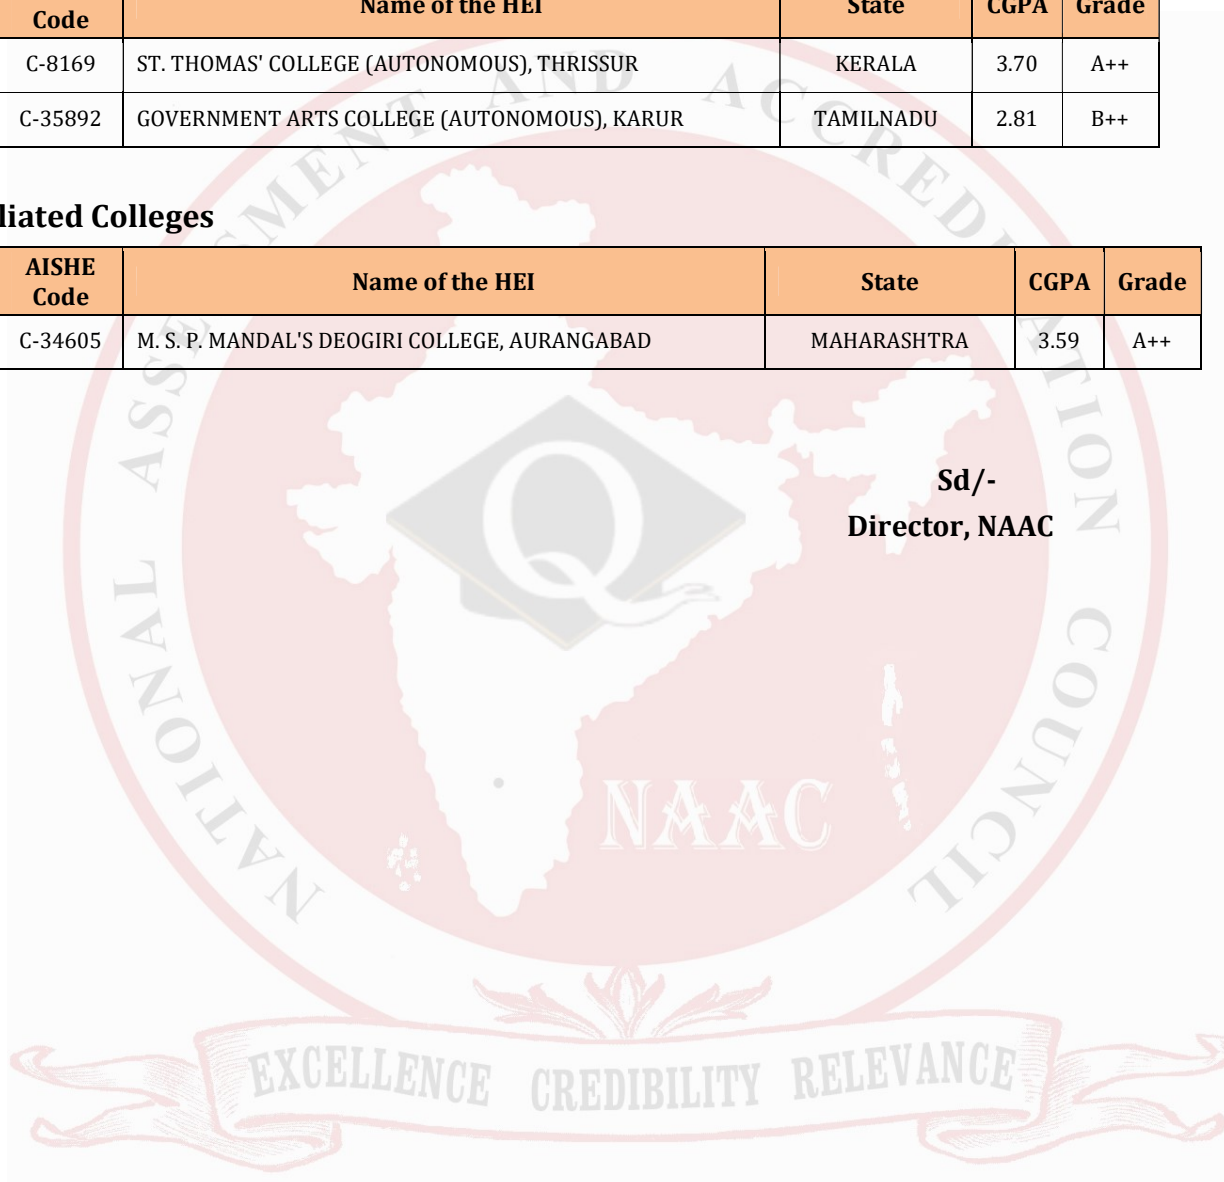 Code Name of the HEI State CGPA Grade
C-8169 ST. THOMAS' COLLEGE (AUTONOMOUS), THRISSUR KERALA 3.70 A++
C-35892 GOVERNMENT ARTS COLLEGE (AUTONOMOUS), KARUR TAMILNADU 2.81 B++
liated Colleges
AISHE
Code Name of the HEI State CGPA Grade
C-34605 M. S. P. MANDAL'S DEOGIRI COLLEGE, AURANGABAD MAHARASHTRA 3.59 A++
Sd/-
Director, NAAC
NATIONAL ASSESSMENT AND ACCREDITATION COUNCIL
NAAC
EXCELLENCE CREDIBILITY RELEVANCE